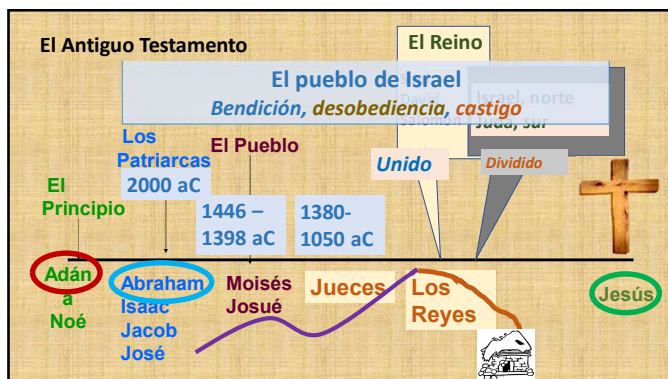 El Antiguo Testamento
El Reino
El pueblo de Israel
Bendición, desobediencia, castigo
David
Salomón
Israel, norte
Judá, sur
Los
Patriarcas
2000 aC
El Pueblo
Unido
Dividido
El
Principio
1446 –
1398 aC
1380-
1050 aC
Adán
a
Noé
Abraham
Isaac
Jacob
José
Moisés
Josué
Jueces
Los
Reyes
Jesús